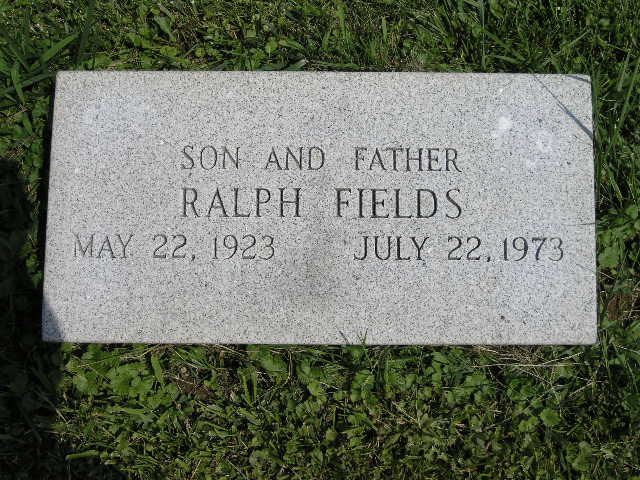 SON AND FATHER
RALPH FIELDS
MAY 22, 1923 JULY 22, 1973